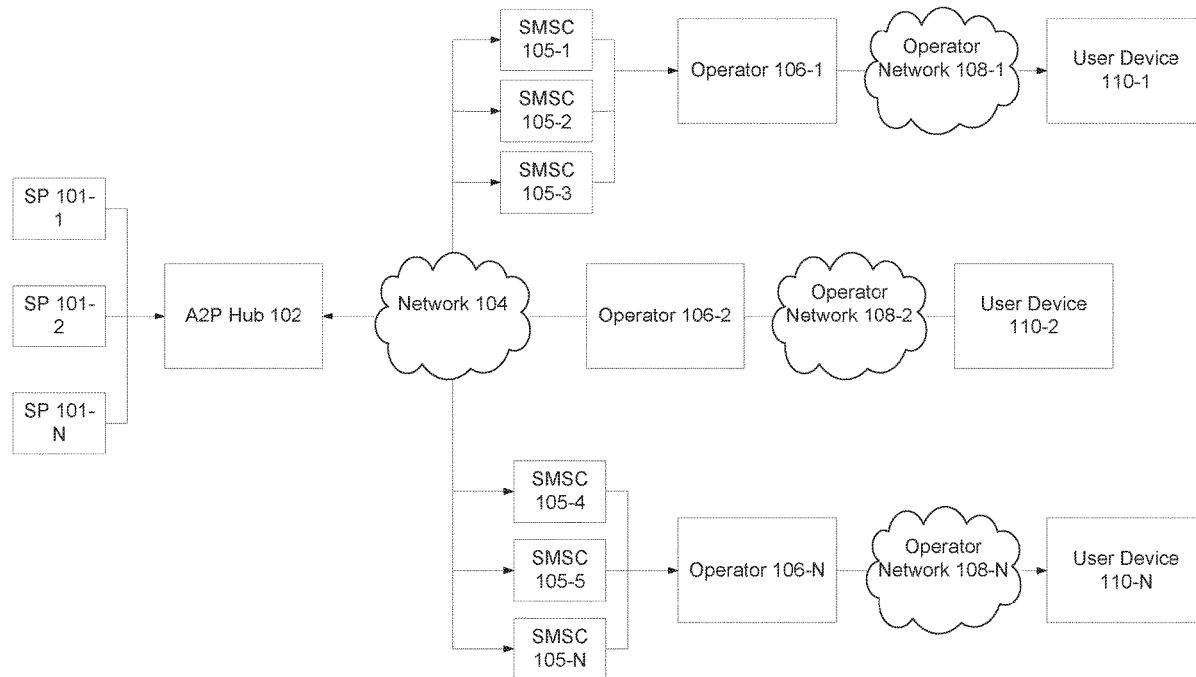 SMSC
105-1
SMSC
105-2
SMSC
105-3
Operator 106-1
Operator
Network 108-1
User Device
110-1
SP 101-
1
SP 101-
2
SP 101-
N
A2P Hub 102
Network 104
Operator 106-2
Operator
Network 108-2
User Device
110-2
SMSC
105-4
SMSC
105-5
SMSC
105-N
Operator 106-N
Operator
Network 108-N
User Device
110-N